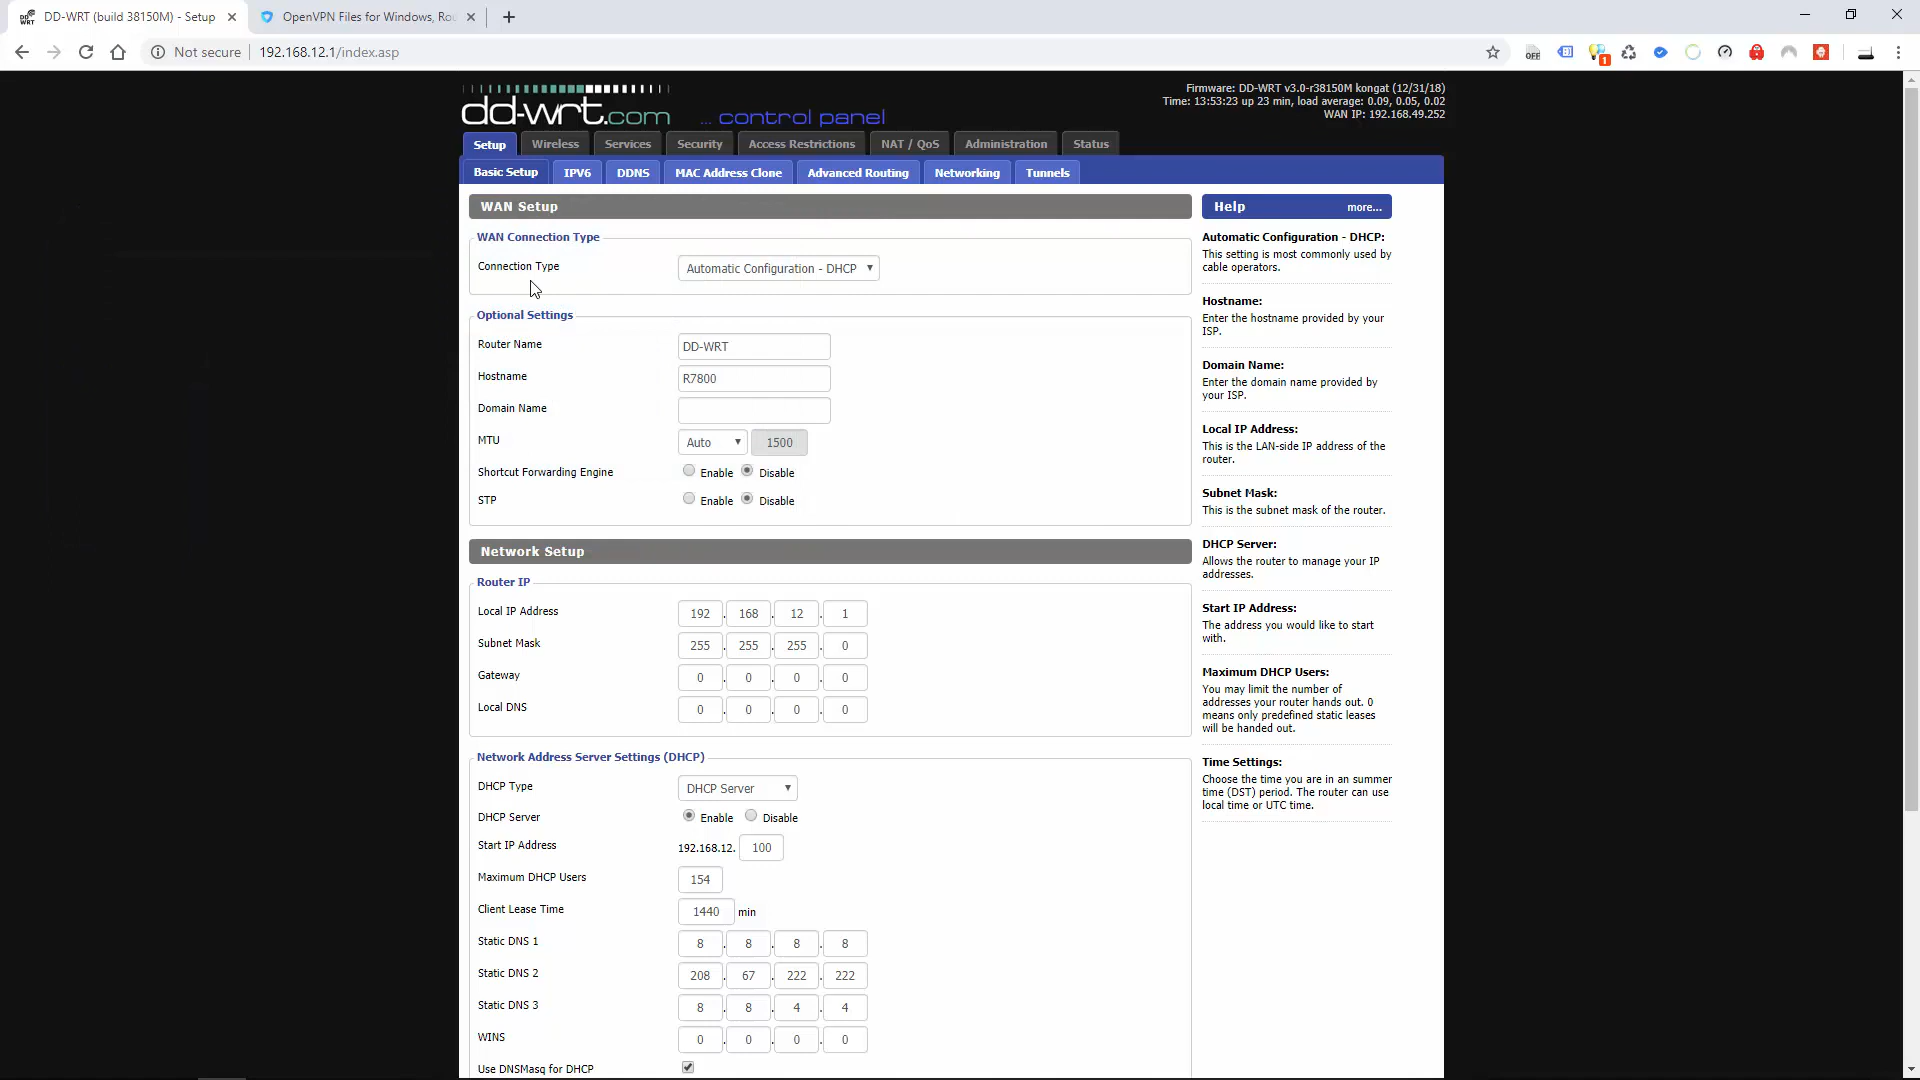 DD-WRT (build 38150M) - Setup
OpenVPN Files for Windows, Rou
Not secure 192.168.12.1/index.asp
OFF
1
dd-wrt.com ... control panel
Firmware: DD-WRT v3.0-r38150M kongat (12/31/18)
Time: 13:53:23 up 23 min, load average: 0.09, 0.05, 0.02
WAN IP: 192.168.49.252
Setup Wireless Services Security Access Restrictions NAT / QoS Administration Status
Basic Setup IPV6 DDNS MAC Address Clone Advanced Routing Networking Tunnels
WAN Setup
WAN Connection Type
Connection Type Automatic Configuration - DHCP
Optional Settings
Router Name DD-WRT
Hostname R7800
Domain Name
MTU Auto 1500
Shortcut Forwarding Engine Enable Disable
STP Enable Disable
Network Setup
Router IP
Local IP Address 192 . 168 . 12 . 1
Subnet Mask 255 . 255 . 255 . 0
Gateway 0 . 0 . 0 . 0
Local DNS 0 . 0 . 0 . 0
Network Address Server Settings (DHCP)
DHCP Type DHCP Server
DHCP Server Enable Disable
Start IP Address 192.168.12. 100
Maximum DHCP Users 154
Client Lease Time 1440 min
Static DNS 1 8 . 8 . 8 . 8
Static DNS 2 208 . 67 . 222 . 222
Static DNS 3 8 . 8 . 4 . 4
WINS 0 . 0 . 0 . 0
Use DNSMasq for DHCP
Help more...
Automatic Configuration - DHCP:
This setting is most commonly used by
cable operators.
Hostname:
Enter the hostname provided by your
ISP.
Domain Name:
Enter the domain name provided by
your ISP.
Local IP Address:
This is the LAN-side IP address of the
router.
Subnet Mask:
This is the subnet mask of the router.
DHCP Server:
Allows the router to manage your IP
addresses.
Start IP Address:
The address you would like to start
with.
Maximum DHCP Users:
You may limit the number of
addresses your router hands out. 0
means only predefined static leases
will be handed out.
Time Settings:
Choose the time you are in an summer
time (DST) period. The router can use
local time or UTC time.